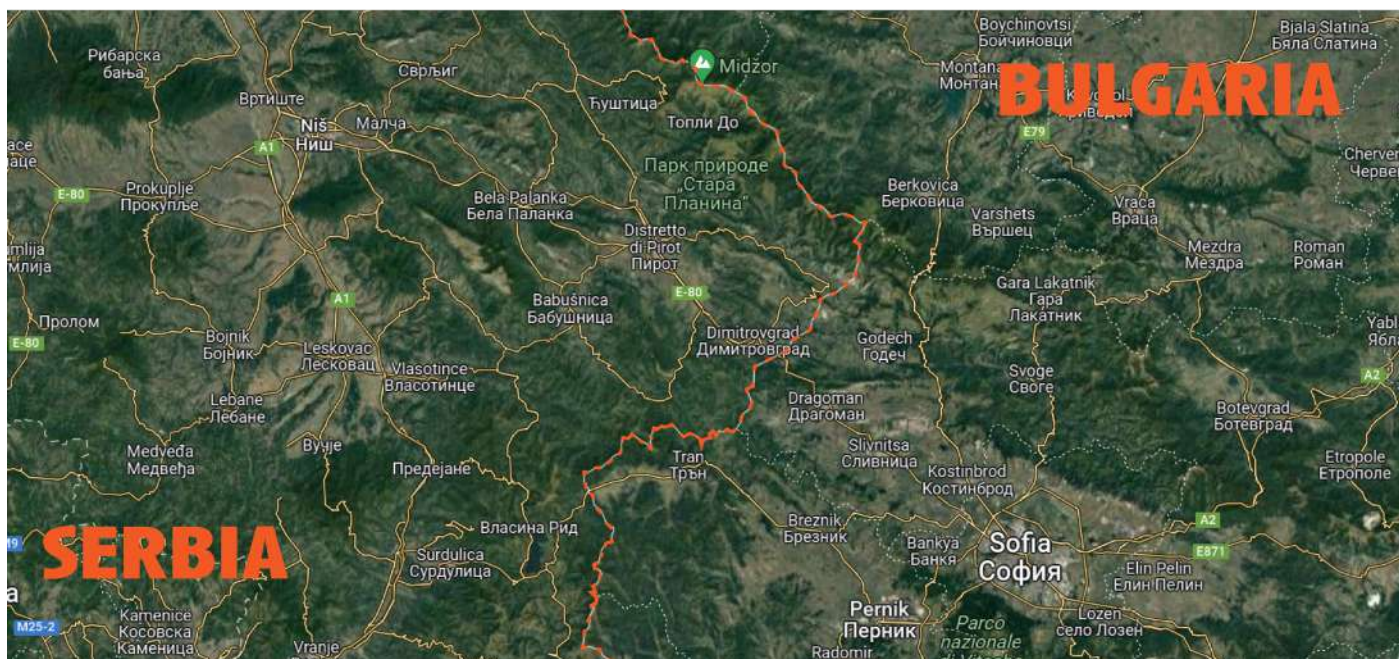 Рибарска
бања
Сврљиг
Midžor
Boychinovtsi
Бойчиновци
Bjala Slatina
Бяла Слатина
Montana
BULGARIA
Вртиште
Ћуштица
Топли До
Niš
Ниш
Малча
A1
E79
E-80
Prokuplje
Прокупље
Bela Palanka
Бела Паланка
Парк природе
„Стара
Планина"
Berkovica
Берковица
Varshets
Вършец
Vraca
Враца
Distretto
di Pirot
Пирот
Mezdra
Мездра
Roman
Роман
A1
E-80
Babušnica
Бабушница
Gara Lakatnik
Гара
Лакатник
Пролом
E-80
Bojnik
Бојник
Leskovac
Лесковац
Vlasotince
Власотинце
Dimitrovgrad
Димитровград
Godech
Годеч
Svoge
Своге
A2
Lebane
Лебане
Dragoman
Драгоман
Botevgrad
Ботевград
Medveđa
Медвеђа
Вучје
Предејане
Tran
Трън
Slivnitsa
Сливница
Kostinbrod
Костинброд
Etropole
Етрополе
SERBIA
Власина Рид
Surdulica
Сурдулица
Breznik
Брезник
Bankya
Банкя
Sofia
София
A2
E871
Elin Pelin
Елин Пелин
Kamenice
Косовска
Каменица
M25-2
Vranje
Pernik
Перник
Parco
nazionale
Lozen
село Лозен
Radomir